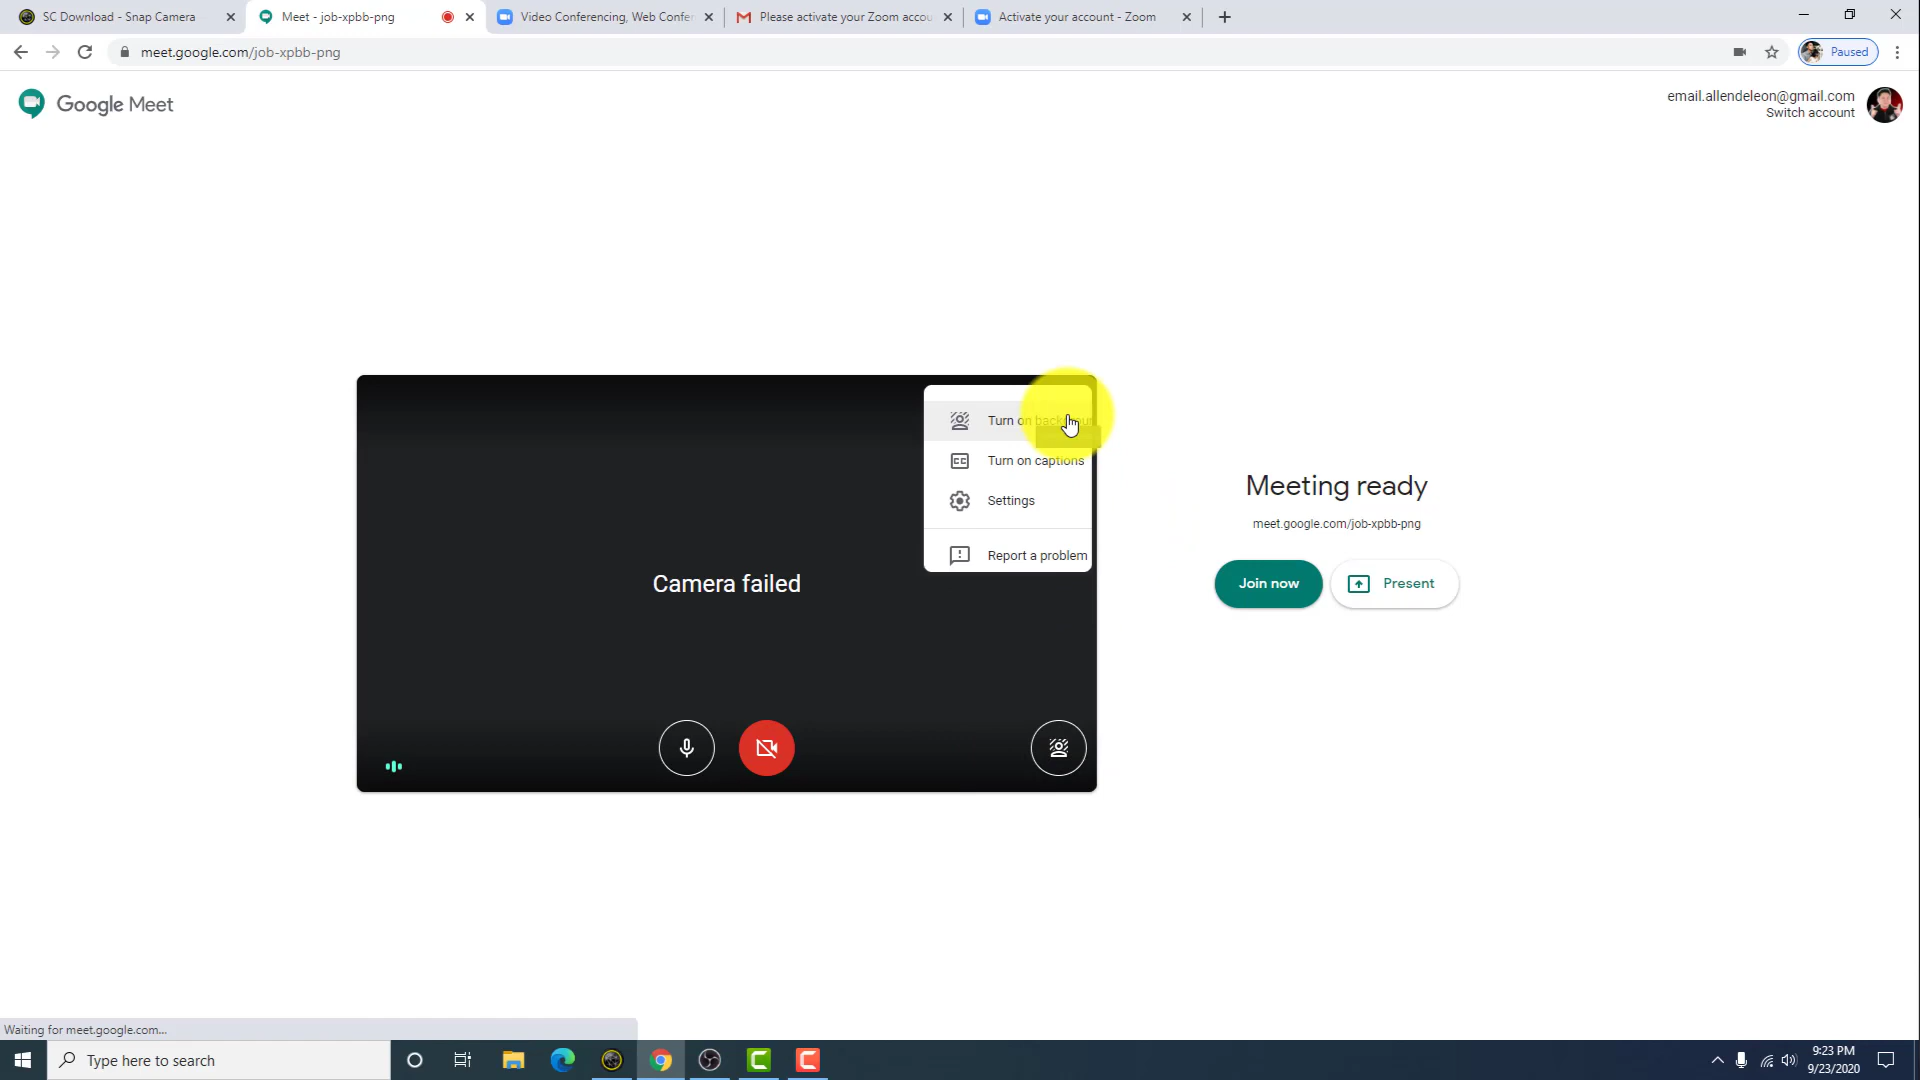 SC Download - Snap Camera
Meet - job-xpbb-png
Video Conferencing, Web Confer
Please activate your Zoom accou
Activate your account - Zoom
meet.google.com/job-xpbb-png
Paused
Google Meet
email.allendeleon@gmail.com
Switch account
Turn on backgroun
Turn on captions
Settings
Report a problem
Camera failed
Meeting ready
meet.google.com/job-xpbb-png
Join now
Present
Waiting for meet.google.com...
Type here to search
9:23 PM
9/23/2020